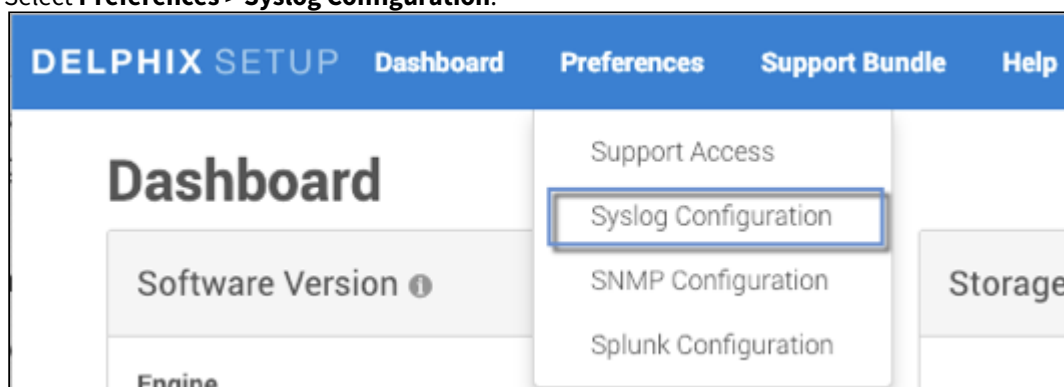 Select Preferences > Syslog Configuration.
DELPHIX SETUP Dashboard Preferences Support Bundle Help
Support Access
Dashboard
Syslog Configuration
Software Version
SNMP Configuration
Storage
Splunk Configuration
Engine